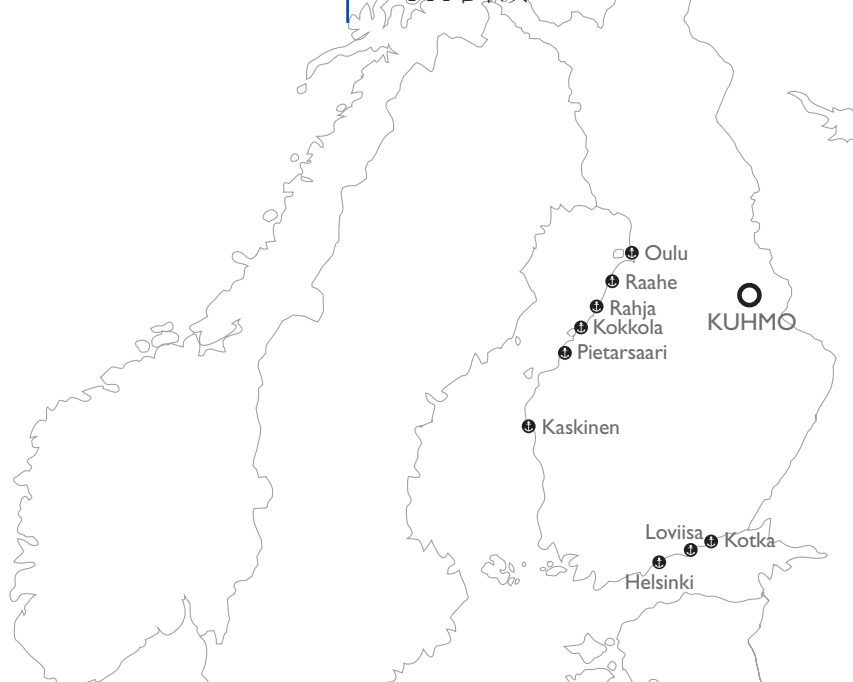 Oulu
Raahe
Rahja
KUHMO
Kokkola
Pietarsaari
Kaskinen
Loviisa
Kotka
Helsinki